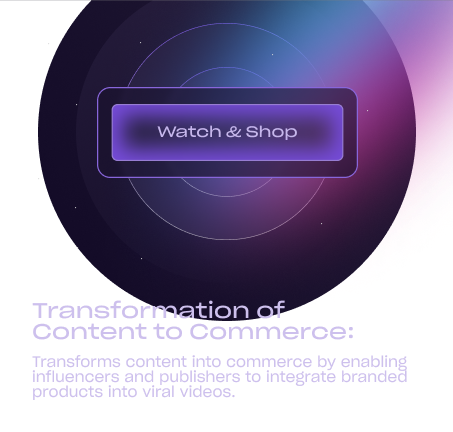 Watch & Shop
Transformation of
Content to Commerce:
Transforms content into commerce by enabling
influencers and publishers to integrate branded
products into viral videos.